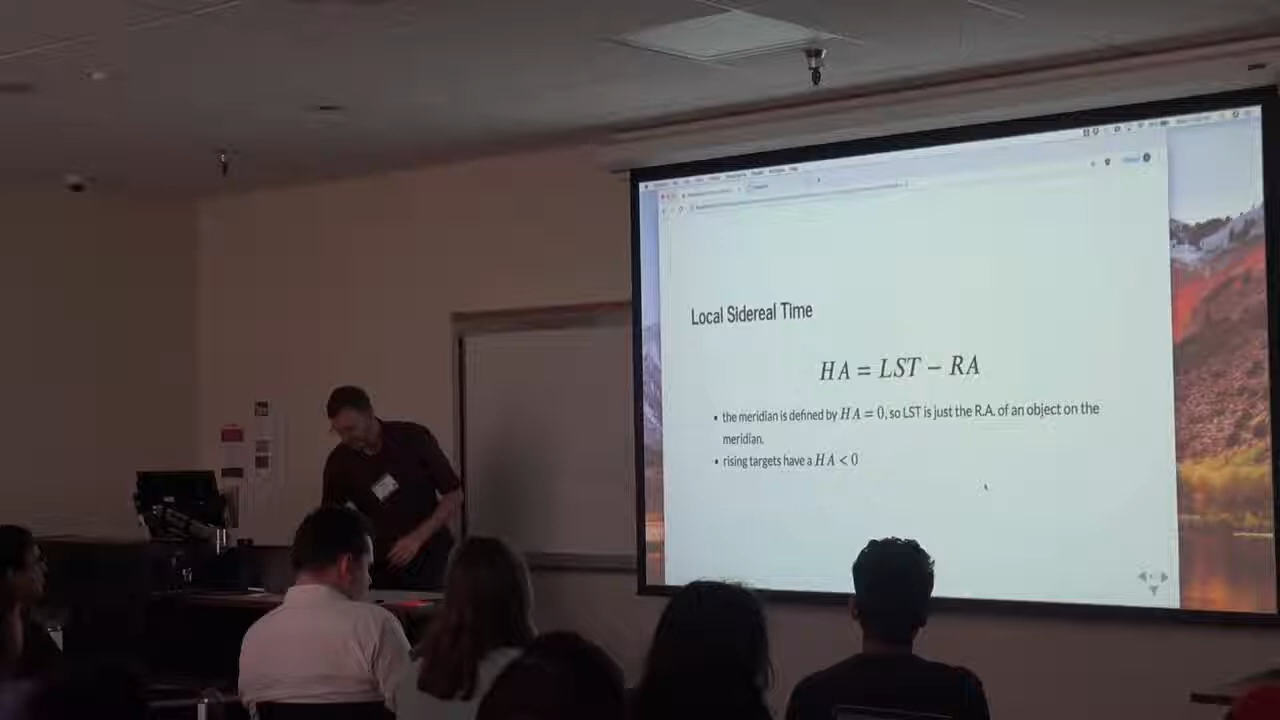 Local Sidereal Time
HA = LST − RA
• the meridian is defined by HA = 0, so LST is just the R.A. of an object on the
meridian.
• rising targets have a HA < 0